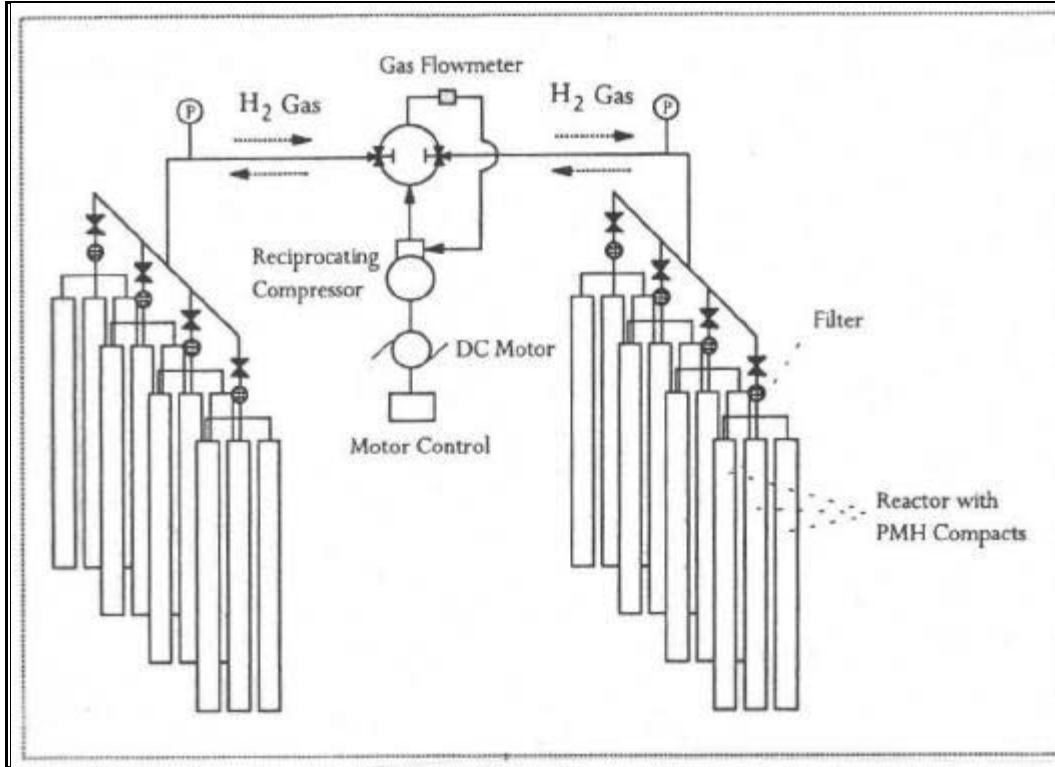 Gas Flowmeter
P
H2 Gas
H2 Gas
P
Reciprocating
Compressor
DC Motor
Motor Control
Filter
Reactor with
PMH Compacts